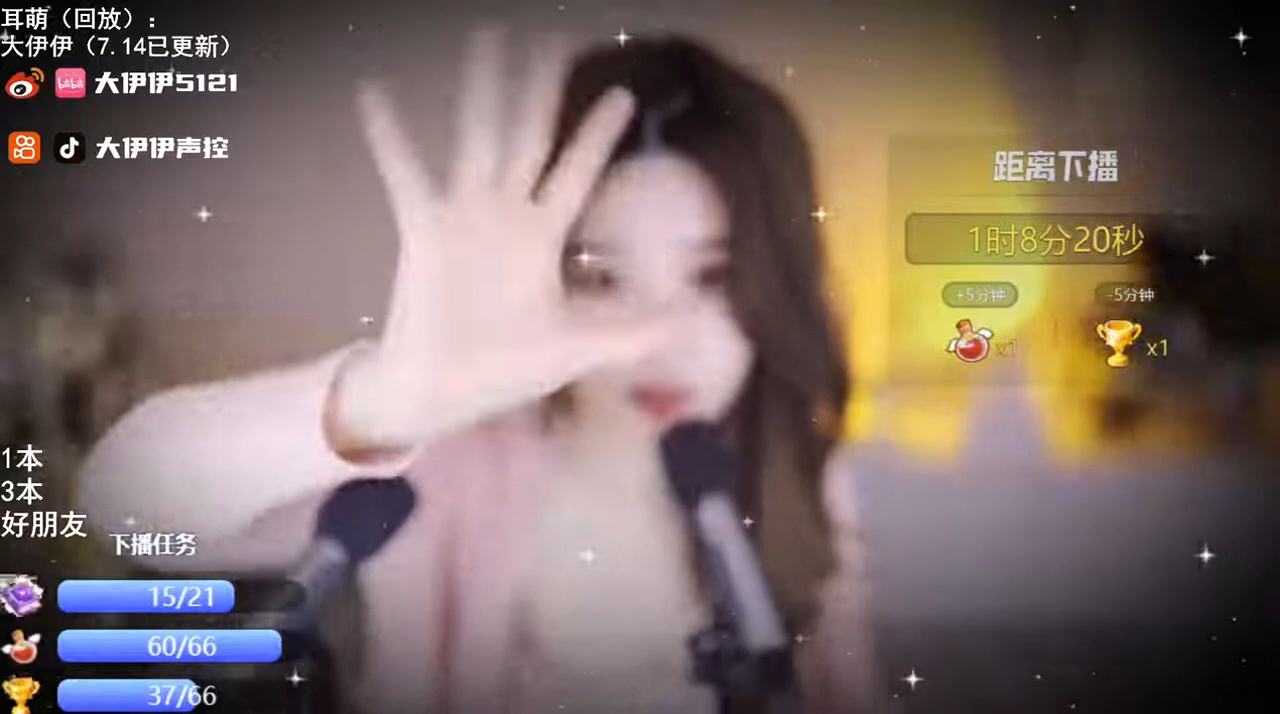 耳萌（回放）：
大伊伊（7.14已更新）
大伊伊5121
大伊伊声控
距离下播
1时8分20秒
+5分钟
-5分钟
x1
x1
1本
3本
好朋友
下播任务
15/21
60/66
37/66